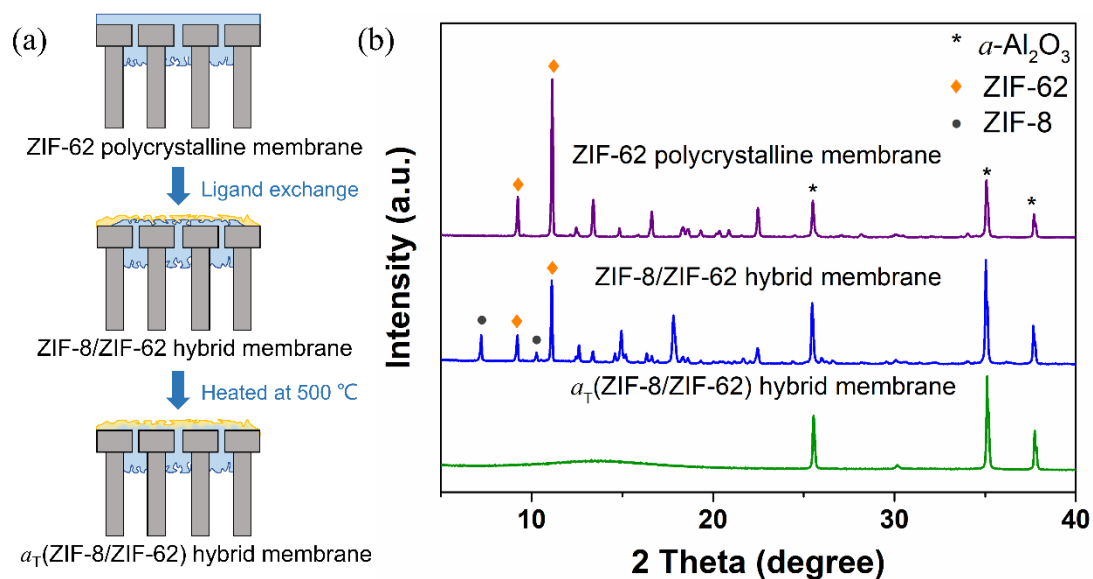 (a)
ZIF-62 polycrystalline membrane
Ligand exchange
ZIF-8/ZIF-62 hybrid membrane
Heated at 500 ℃
a_T(ZIF-8/ZIF-62) hybrid membrane
(b)
* a-Al₂O₃
♦ ZIF-62
● ZIF-8
ZIF-62 polycrystalline membrane
* * *
ZIF-8/ZIF-62 hybrid membrane
a_T(ZIF-8/ZIF-62) hybrid membrane
Intensity (a.u.)
10 20 30 40
2 Theta (degree)